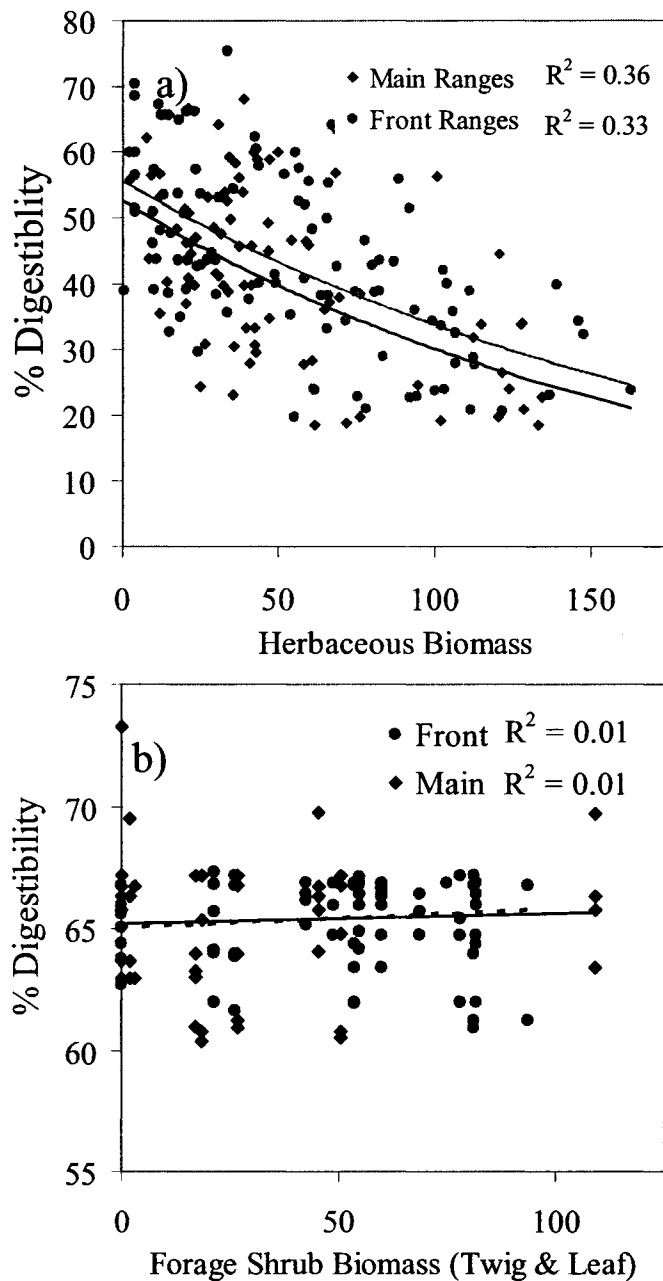 80
70
60
50
40
30
20
10
0
% Digestiblity
a)
Main Ranges R² = 0.36
Front Ranges R² = 0.33
0 50 100 150
Herbaceous Biomass
75
70
65
60
55
% Digestibility
b)
Front R² = 0.01
Main R² = 0.01
0 50 100
Forage Shrub Biomass (Twig & Leaf)